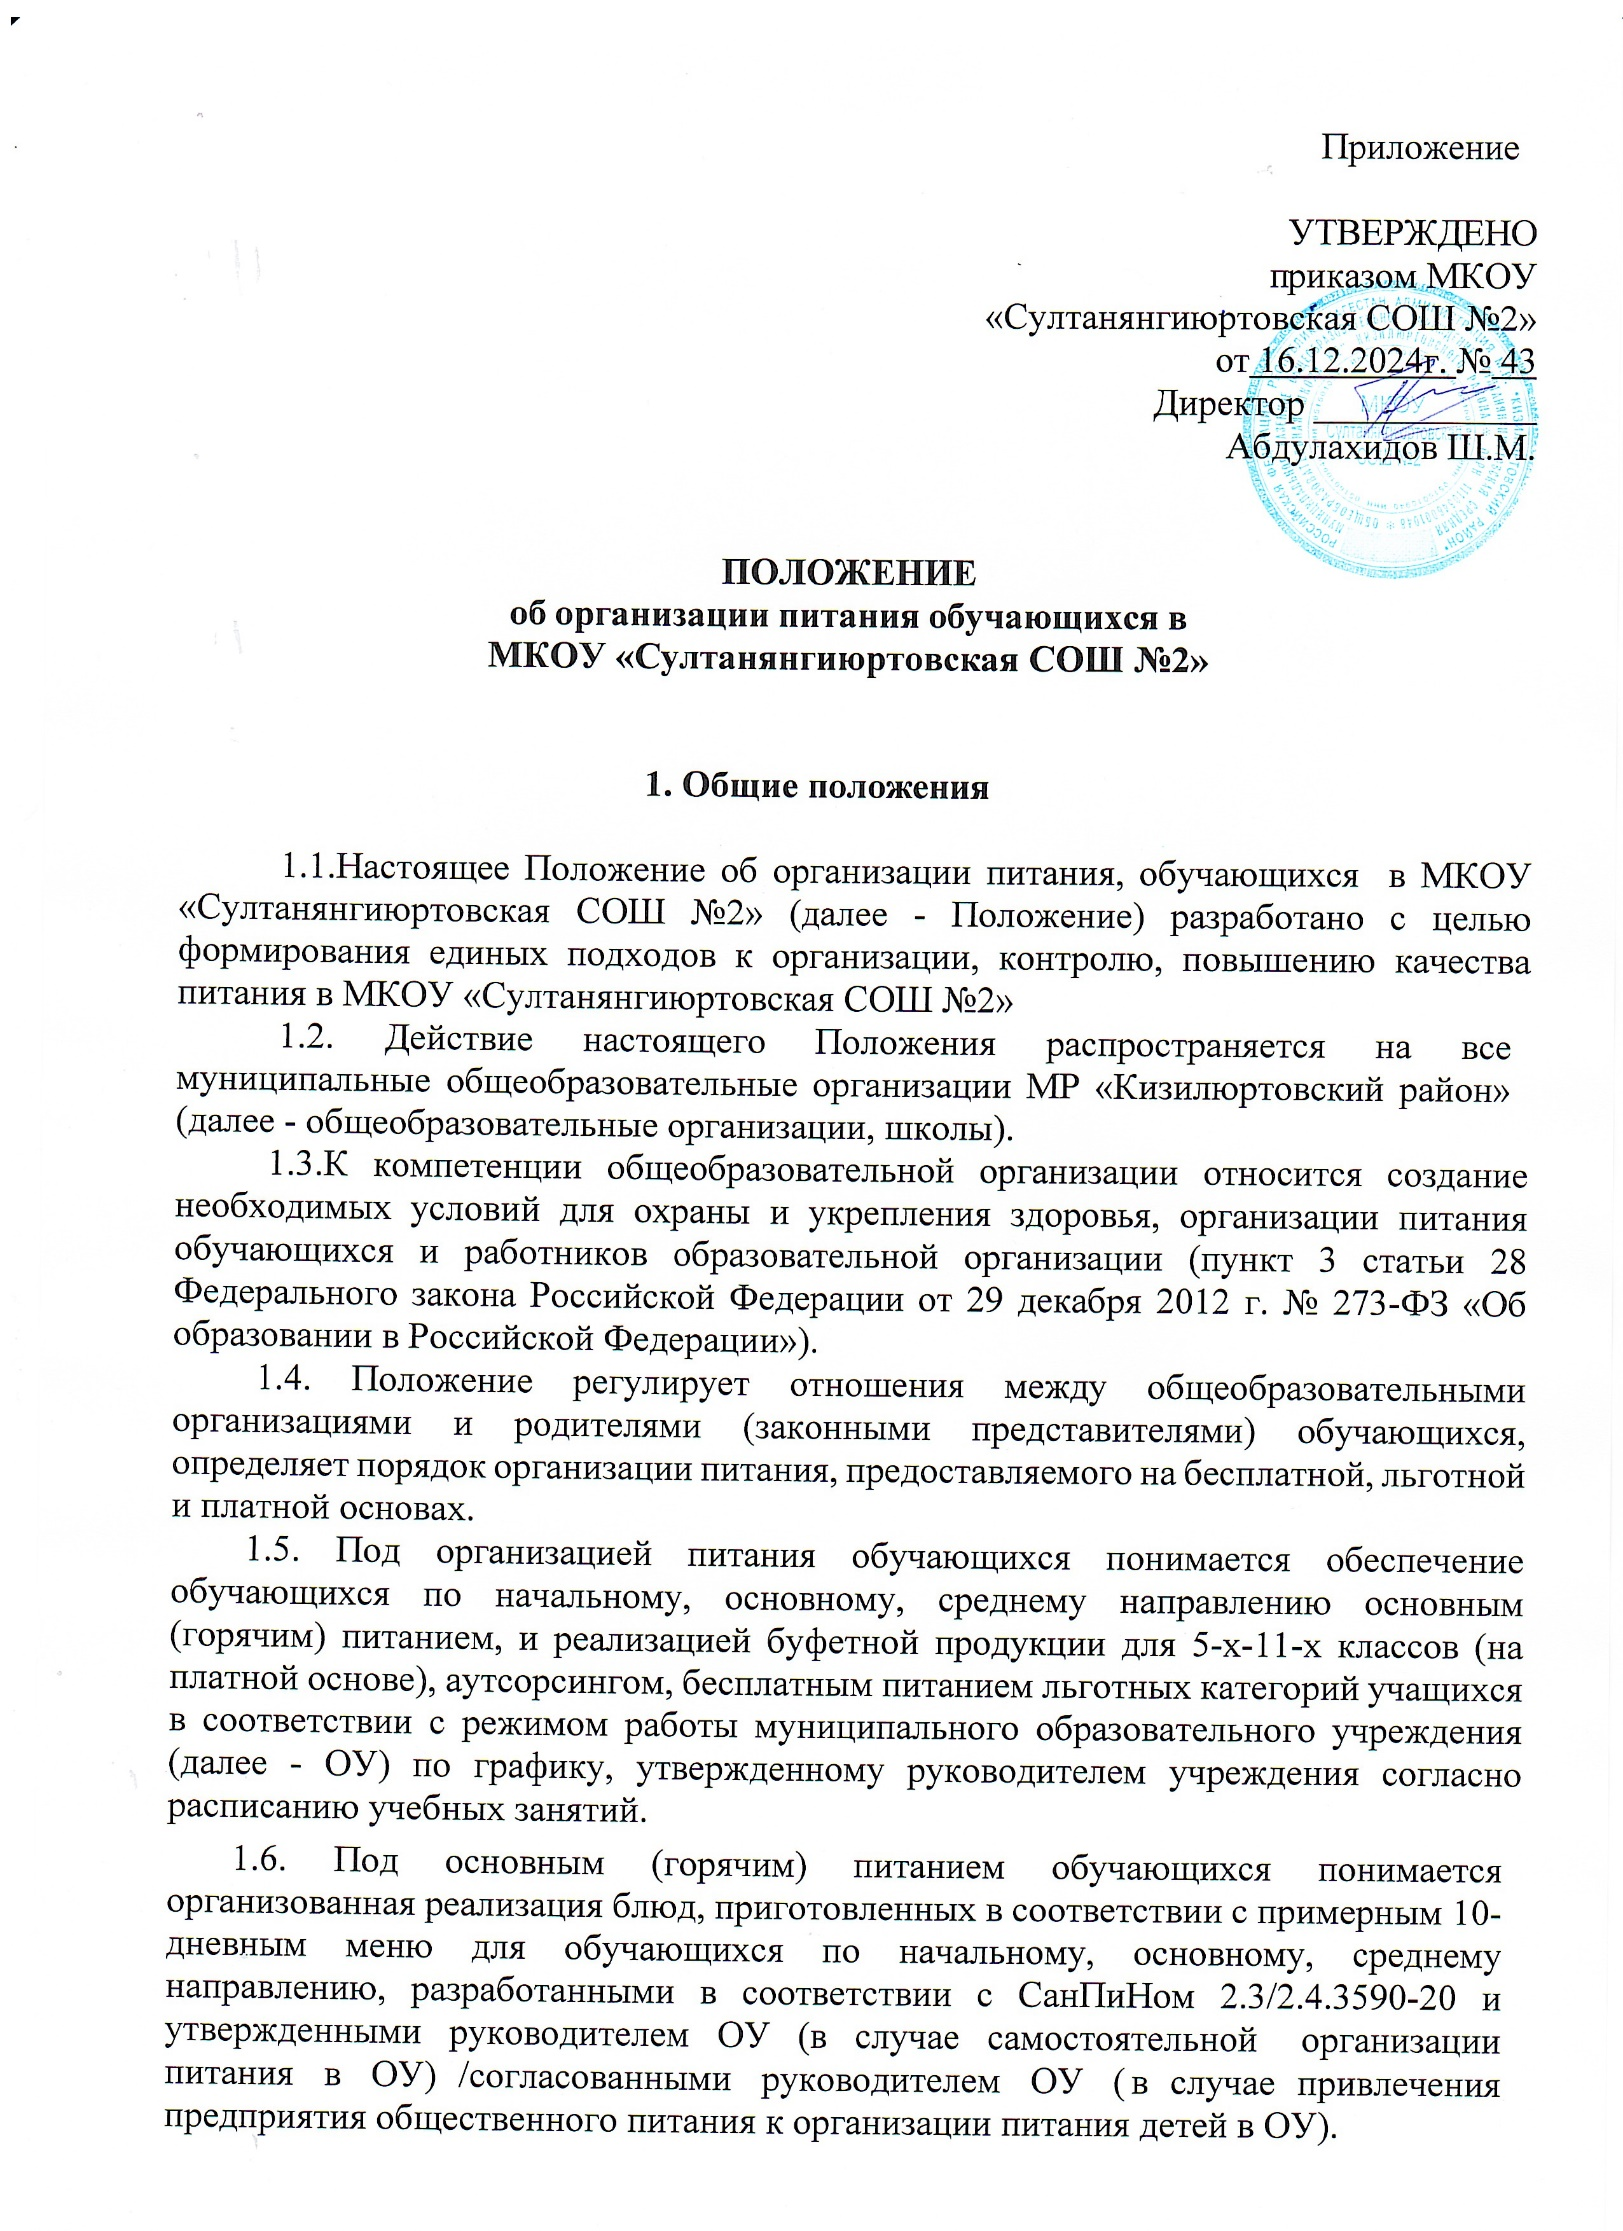 Приложение
УТВЕРЖДЕНО
приказом МКОУ
«Султанянгиюртовская СОШ №2»
от 16.12.2024г. № 43
Директор ____________
Абдулахидов Ш.М.
МКОУ
ПОЛОЖЕНИЕ
об организации питания обучающихся в
МКОУ «Султанянгиюртовская СОШ №2»
1. Общие положения
1.1.Настоящее Положение об организации питания, обучающихся в МКОУ
«Султанянгиюртовская СОШ №2» (далее - Положение) разработано с целью
формирования единых подходов к организации, контролю, повышению качества
питания в МКОУ «Султанянгиюртовская СОШ №2»
1.2. Действие настоящего Положения распространяется на все
муниципальные общеобразовательные организации МР «Кизилюртовский район»
(далее - общеобразовательные организации, школы).
1.3.К компетенции общеобразовательной организации относится создание
необходимых условий для охраны и укрепления здоровья, организации питания
обучающихся и работников образовательной организации (пункт 3 статьи 28
Федерального закона Российской Федерации от 29 декабря 2012 г. № 273-ФЗ «Об
образовании в Российской Федерации»).
1.4. Положение регулирует отношения между общеобразовательными
организациями и родителями (законными представителями) обучающихся,
определяет порядок организации питания, предоставляемого на бесплатной, льготной
и платной основах.
1.5. Под организацией питания обучающихся понимается обеспечение
обучающихся по начальному, основному, среднему направлению основным
(горячим) питанием, и реализацией буфетной продукции для 5-х-11-х классов (на
платной основе), аутсорсингом, бесплатным питанием льготных категорий учащихся
в соответствии с режимом работы муниципального образовательного учреждения
(далее - ОУ) по графику, утвержденному руководителем учреждения согласно
расписанию учебных занятий.
1.6. Под основным (горячим) питанием обучающихся понимается
организованная реализация блюд, приготовленных в соответствии с примерным 10-
дневным меню для обучающихся по начальному, основному, среднему
направлению, разработанными в соответствии с СанПиНом 2.3/2.4.3590-20 и
утвержденными руководителем ОУ (в случае самостоятельной организации
питания в ОУ) /согласованными руководителем ОУ (в случае привлечения
предприятия общественного питания к организации питания детей в ОУ).